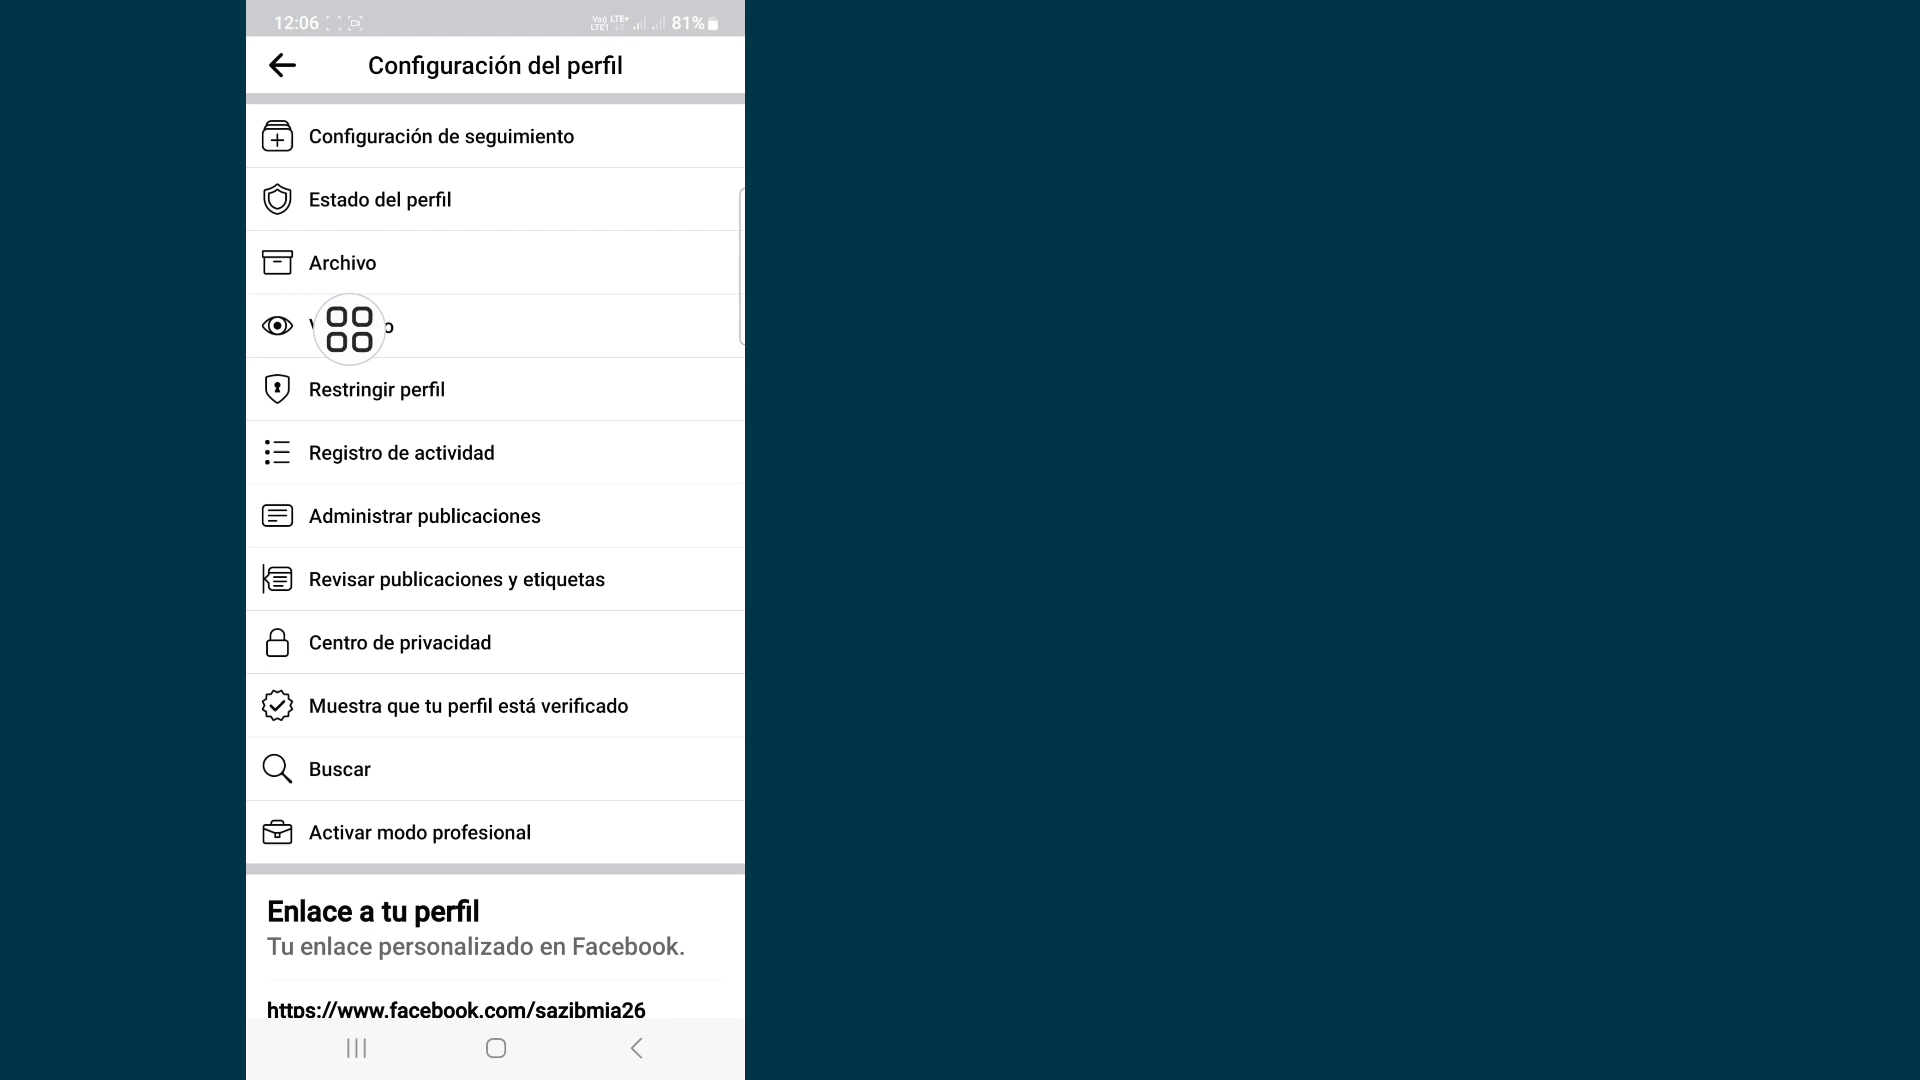 12:06
81%
Configuración del perfil
Configuración de seguimiento
Estado del perfil
Archivo
Restringir perfil
Registro de actividad
Administrar publicaciones
Revisar publicaciones y etiquetas
Centro de privacidad
Muestra que tu perfil está verificado
Buscar
Activar modo profesional
Enlace a tu perfil
Tu enlace personalizado en Facebook.
https://www.facebook.com/sazibmia26